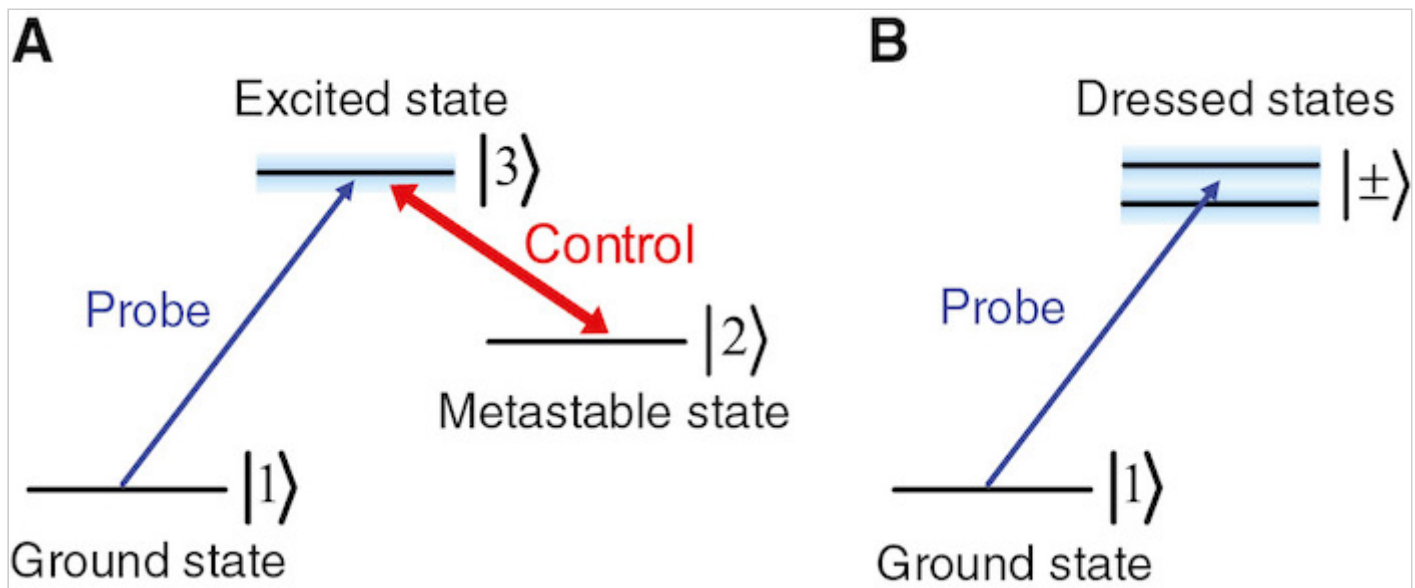 A
Excited state
|3⟩
Control
Probe
|2⟩
Metastable state
|1⟩
Ground state
B
Dressed states
|±⟩
Probe
|1⟩
Ground state